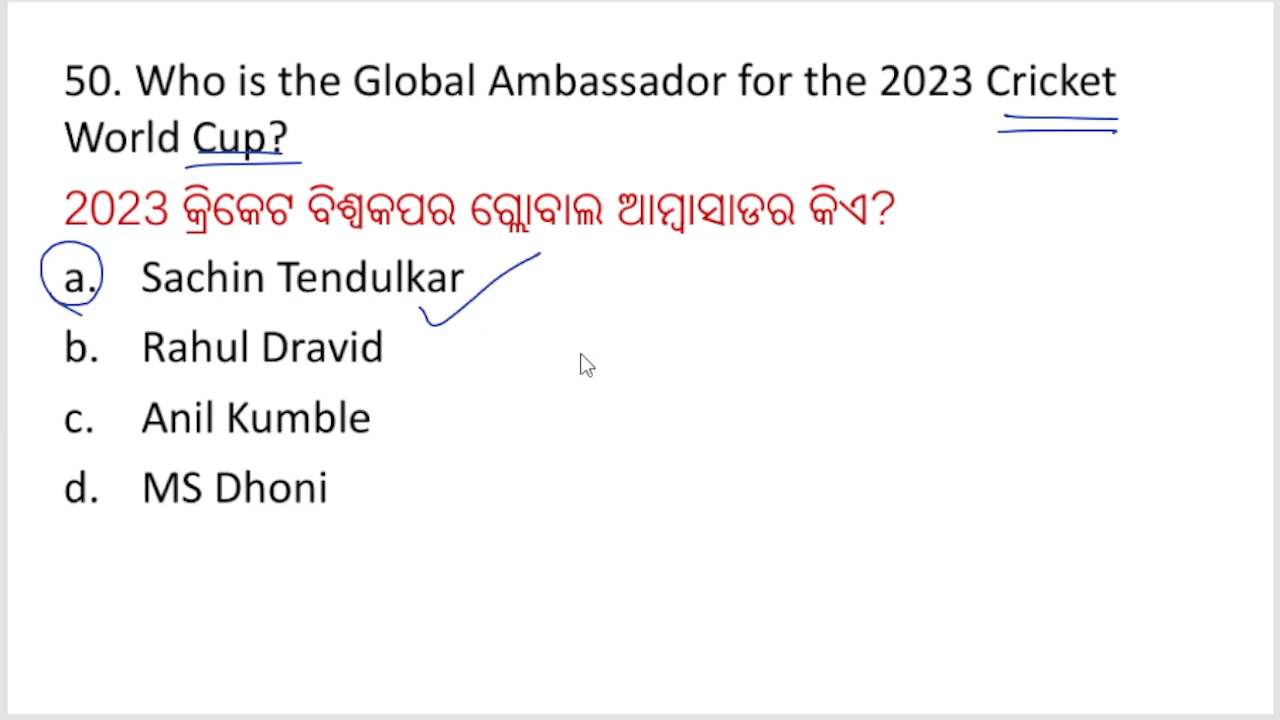 50. Who is the Global Ambassador for the 2023 Cricket
World Cup?
2023 କ୍ରିକେଟ ବିଶ୍ୱକପର ଗ୍ଲୋବାଲ ଆମ୍ବାସାଡର କିଏ?
a. Sachin Tendulkar
b. Rahul Dravid
c. Anil Kumble
d. MS Dhoni